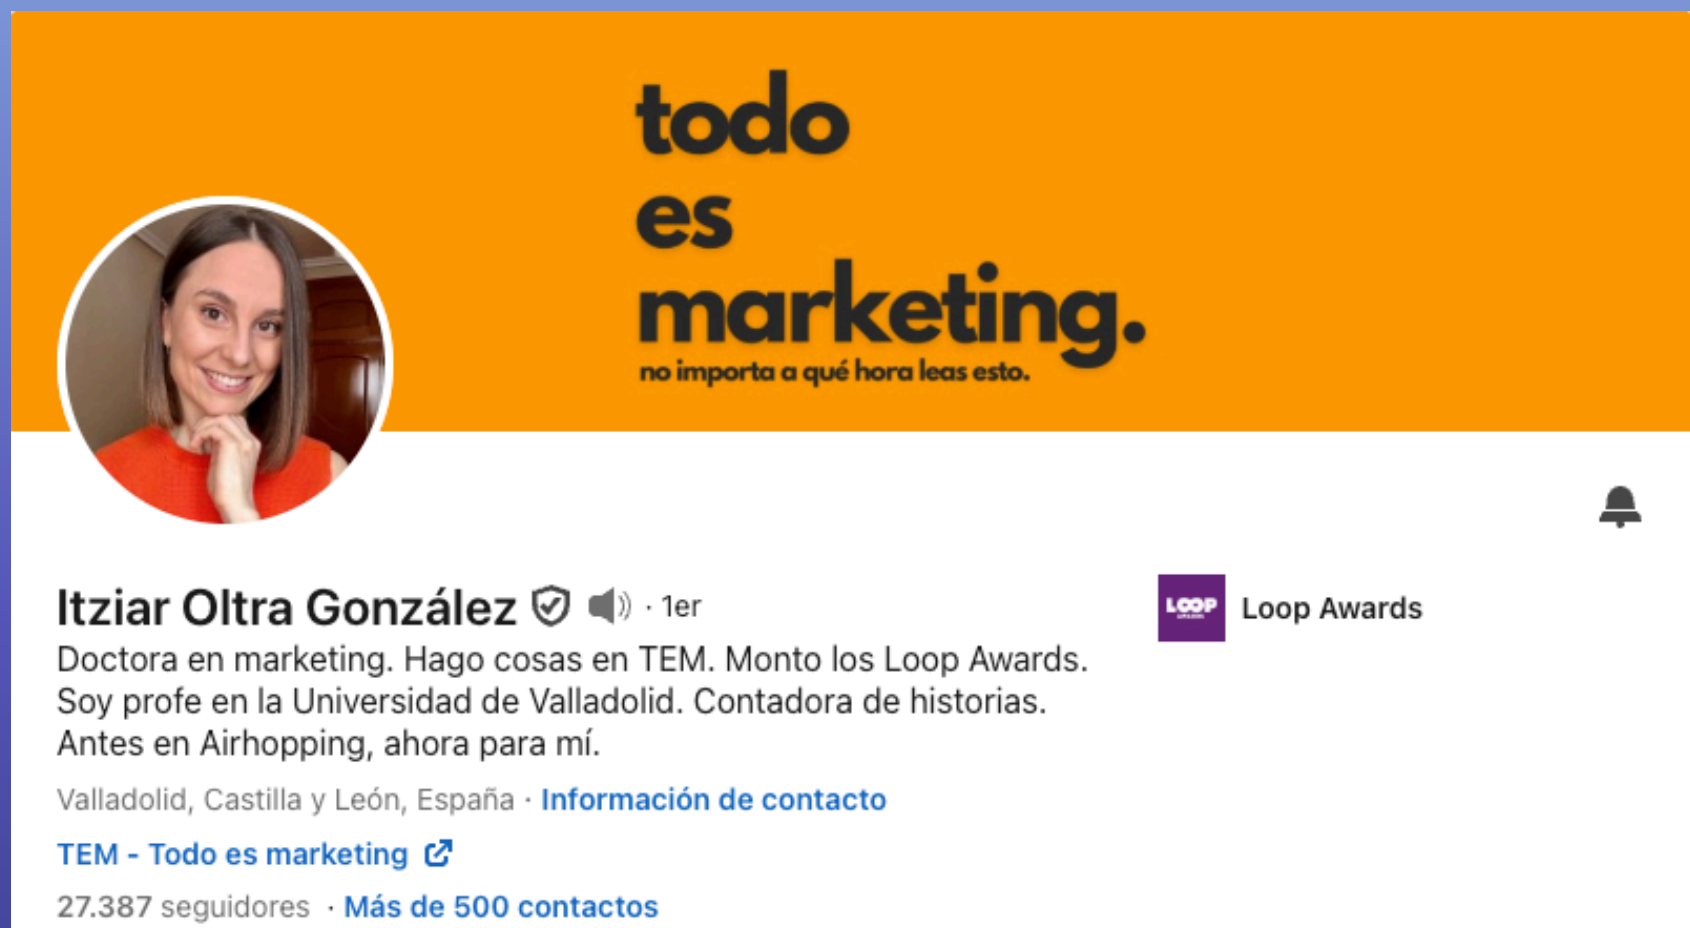 todo
es
marketing.
no importa a qué hora leas esto.
Itziar Oltra González · 1er
Doctora en marketing. Hago cosas en TEM. Monto los Loop Awards.
Soy profe en la Universidad de Valladolid. Contadora de historias.
Antes en Airhopping, ahora para mí.
Valladolid, Castilla y León, España · Información de contacto
TEM - Todo es marketing
27.387 seguidores · Más de 500 contactos
LOOP
Loop Awards